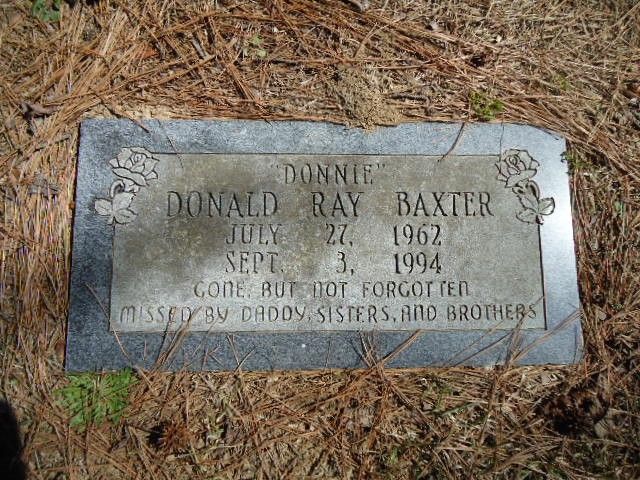 "DONNIE"
DONALD RAY BAXTER
JULY 27, 1962
SEPT. 3, 1994
GONE, BUT NOT FORGOTTEN
MISSED BY DADDY, SISTERS, AND BROTHERS